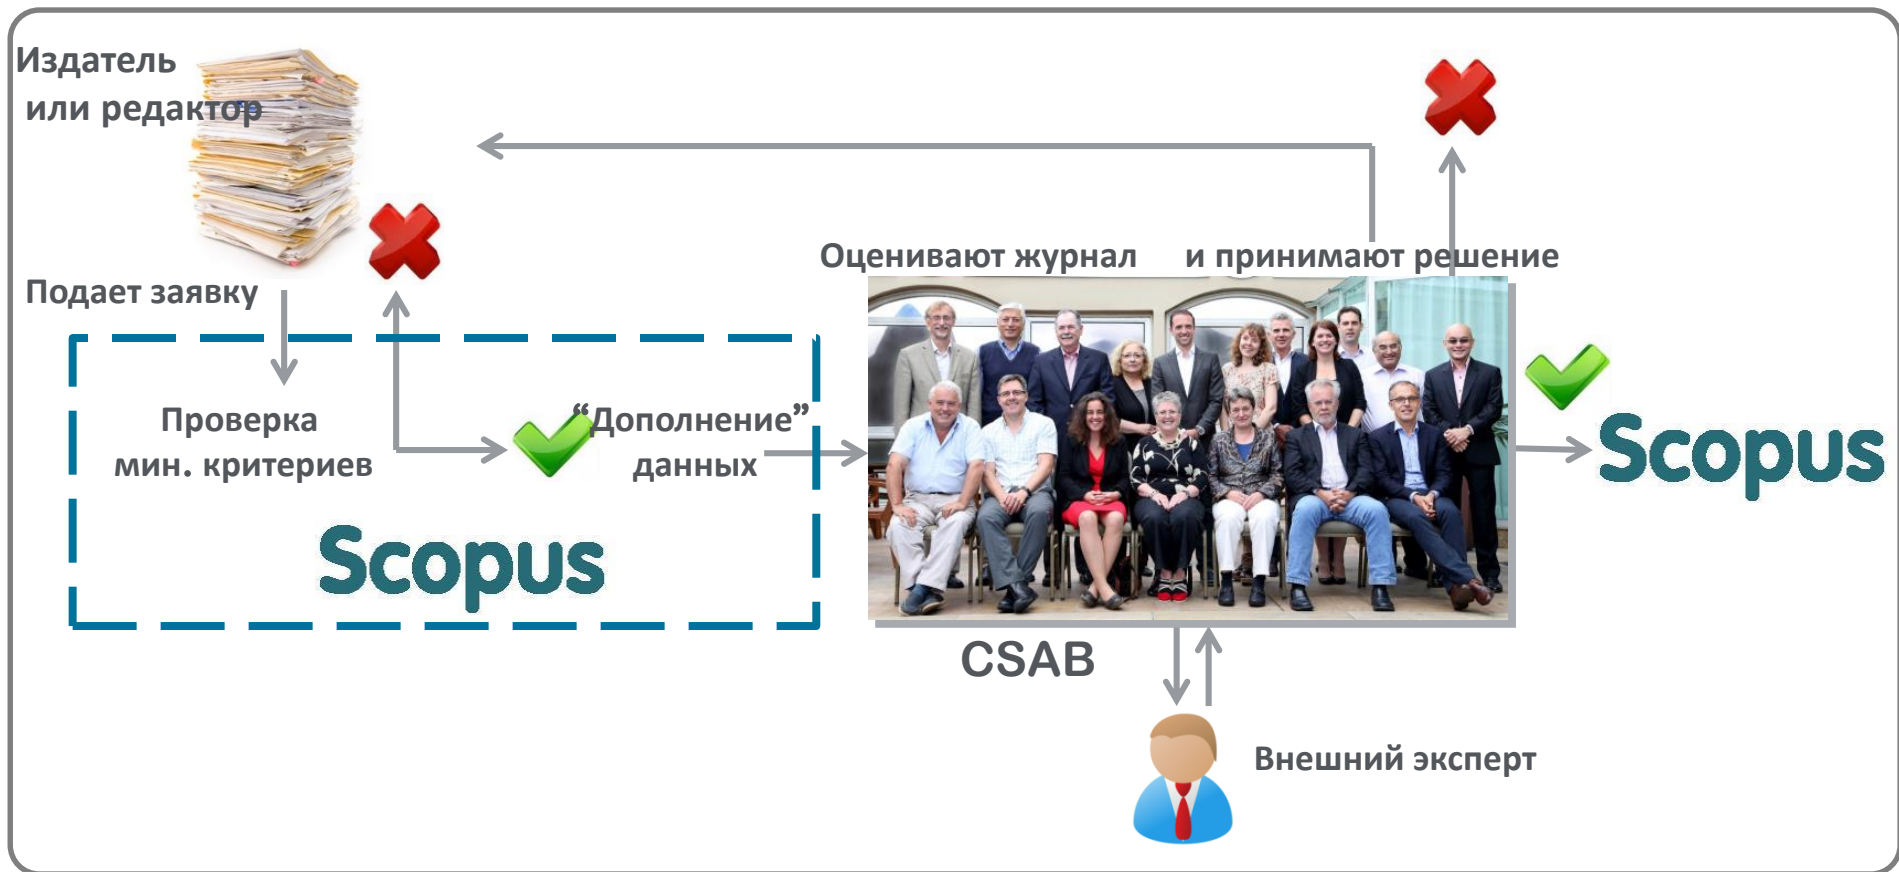 Издатель
или редактор
Подает заявку
Проверка
мин. критериев
“Дополнение”
данных
Scopus
Оценивают журнал и принимают решение
CSAB
Внешний эксперт
Scopus